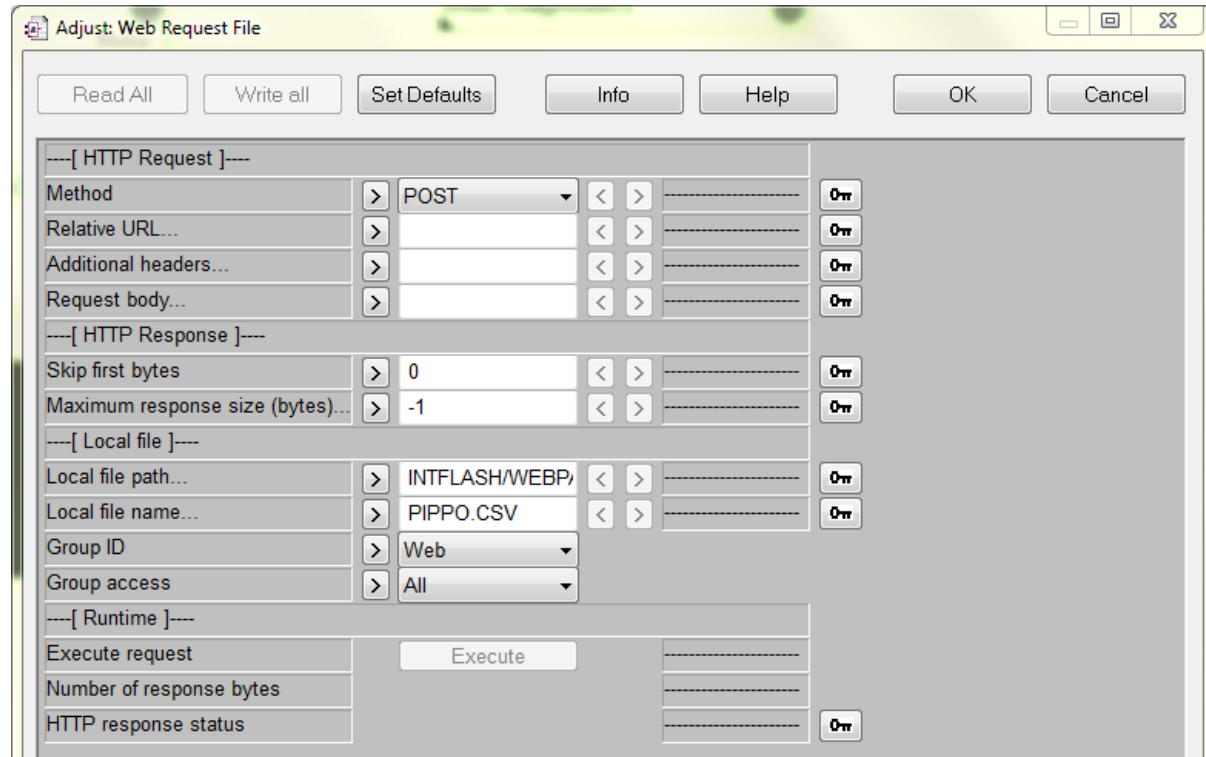 Adjust: Web Request File
Read All Write all Set Defaults Info Help OK Cancel
----[ HTTP Request ]----
Method > POST < > ----------------------
Relative URL... > < > ----------------------
Additional headers... > < > ----------------------
Request body... > < > ----------------------
----[ HTTP Response ]----
Skip first bytes > 0 < > ----------------------
Maximum response size (bytes)... > -1 < > ----------------------
----[ Local file ]----
Local file path... > INTFLASH/WEBPA < > ----------------------
Local file name... > PIPPO.CSV < > ----------------------
Group ID > Web
Group access > All
----[ Runtime ]----
Execute request Execute ----------------------
Number of response bytes ----------------------
HTTP response status ----------------------